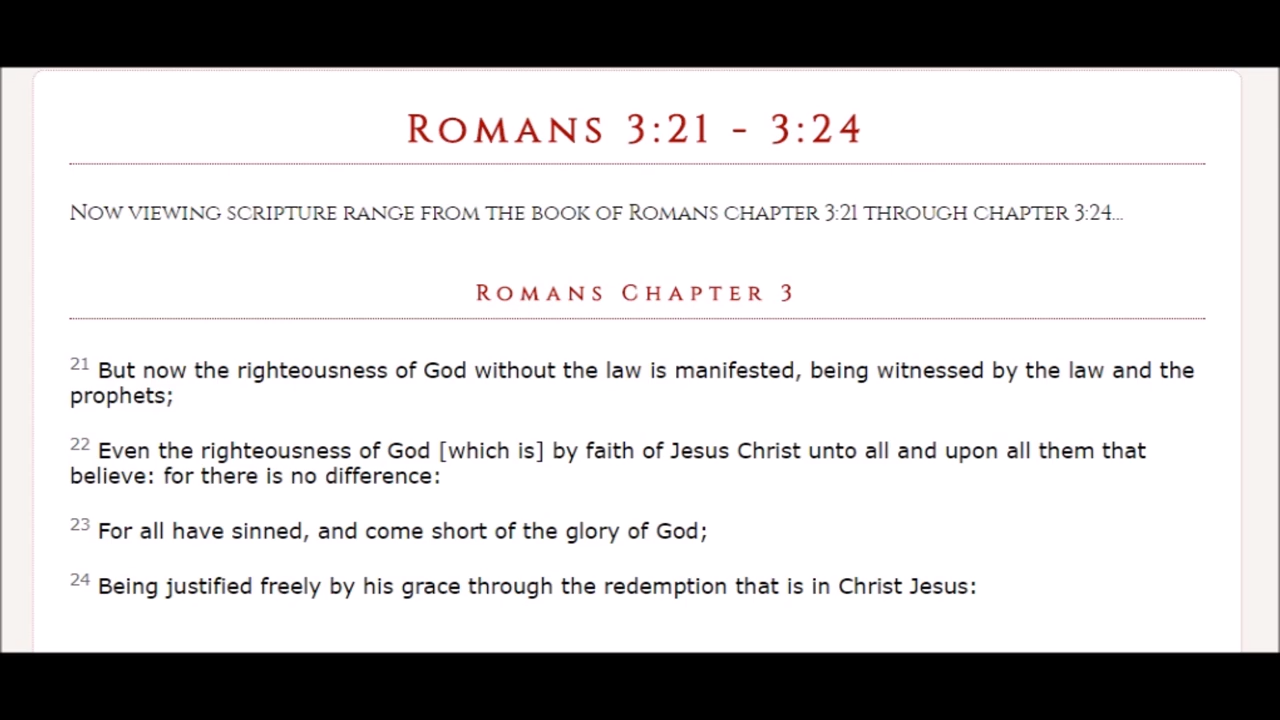 Romans 3:21 - 3:24
Now viewing scripture range from the book of Romans chapter 3:21 through chapter 3:24...
Romans Chapter 3
21 But now the righteousness of God without the law is manifested, being witnessed by the law and the
prophets;
22 Even the righteousness of God [which is] by faith of Jesus Christ unto all and upon all them that
believe: for there is no difference:
23 For all have sinned, and come short of the glory of God;
24 Being justified freely by his grace through the redemption that is in Christ Jesus: